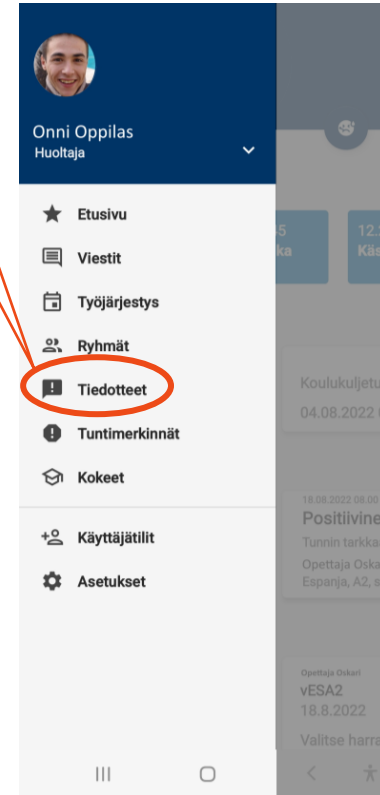 Onni Oppilas
Huoltaja
Etusivu
Viestit
Työjärjestys
Ryhmät
Tiedotteet
Tuntimerkinnät
Kokeet
Käyttäjätilit
Asetukset
12.
Koulukuljetu
04.08.2022
18.08.2022 08.00
Positiivine
Tunnin tarkka
Opettaja Oska
Espanja, A2, s
Opettaja Oskari
vESA2
18.8.2022
Valitse harra